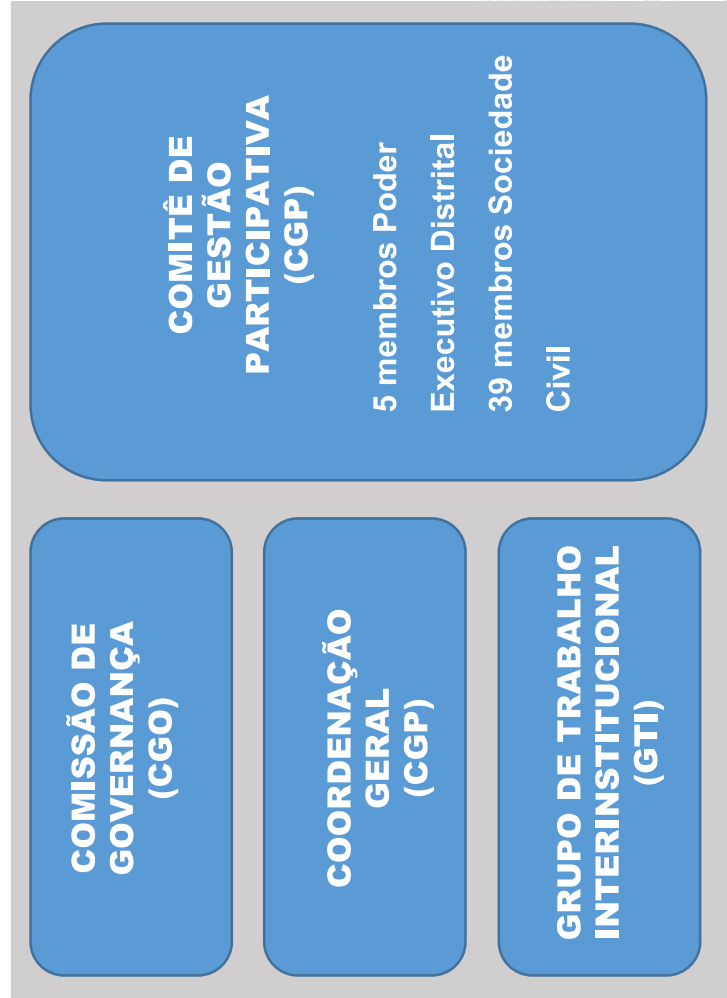 COMISSÃO DE
GOVERNANÇA
(CGO)
COORDENAÇÃO
GERAL
(CGP)
GRUPO DE TRABALHO
INTERINSTITUCIONAL
(GTI)
COMITÊ DE
GESTÃO
PARTICIPATIVA
(CGP)
5 membros Poder
Executivo Distrital
39 membros Sociedade
Civil